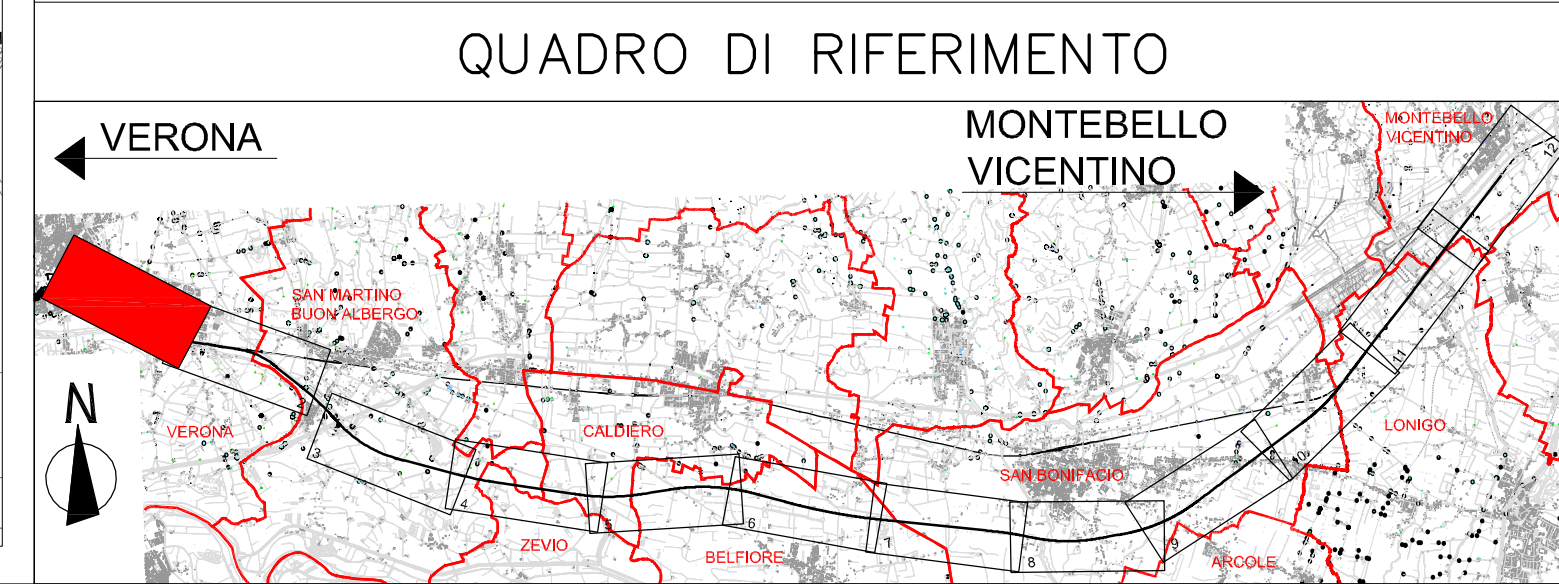 QUADRO DI RIFERIMENTO
VERONA
MONTEBELLO
VICENTINO
MONTEBELLO
VICENTINO
12
SAN MARTINO
BUON ALBERGO
N
VERONA
2
3
4
5
6
7
8
9
10
11
CALDIERO
SAN BONIFACIO
LONIGO
ZEVIO
BELFIORE
ARCOLE